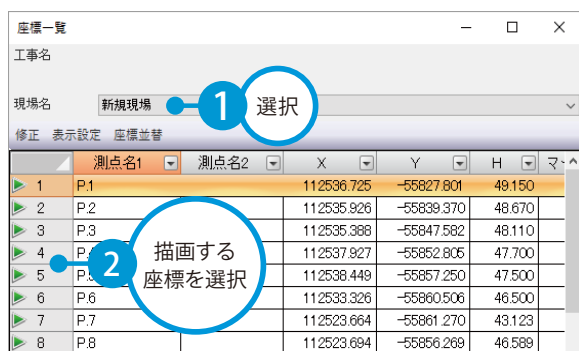 座標一覧
工事名
現場名 新規現場 1 選択
修正 表示設定 座標並替
測点名1 測点名2 X Y H
1 P.1 112536.725 -55827.801 49.150
2 P.2 112535.926 -55839.370 48.670
3 P.3 112535.388 -55847.582 48.110
4 112537.927 -55852.805 47.700
2 描画する
座標を選択
5 112538.449 -55857.250 47.500
6 P.6 112533.326 -55860.506 46.500
7 P.7 112523.664 -55861.270 43.123
8 P.8 112523.694 -55856.269 46.589